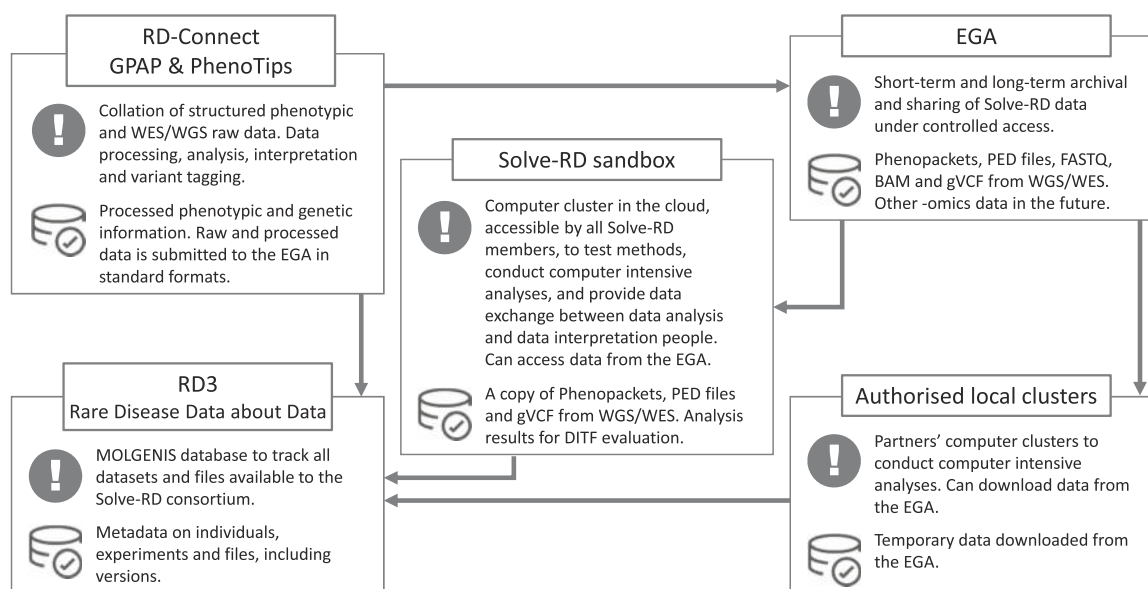 RD-Connect
GPAP & PhenoTips
Collation of structured phenotypic
and WES/WGS raw data. Data
processing, analysis, interpretation
and variant tagging.
Processed phenotypic and genetic
information. Raw and processed
data is submitted to the EGA in
standard formats.
EGA
Short-term and long-term archival
and sharing of Solve-RD data
under controlled access.
Phenopackets, PED files, FASTQ,
BAM and gVCF from WGS/WES.
Other -omics data in the future.
Solve-RD sandbox
Computer cluster in the cloud,
accessible by all Solve-RD
members, to test methods,
conduct computer intensive
analyses, and provide data
exchange between data analysis
and data interpretation people.
Can access data from the EGA.
A copy of Phenopackets, PED files
and gVCF from WGS/WES. Analysis
results for DITF evaluation.
RD3
Rare Disease Data about Data
MOLGENIS database to track all
datasets and files available to the
Solve-RD consortium.
Metadata on individuals,
experiments and files, including
versions.
Authorised local clusters
Partners’ computer clusters to
conduct computer intensive
analyses. Can download data from
the EGA.
Temporary data downloaded from
the EGA.